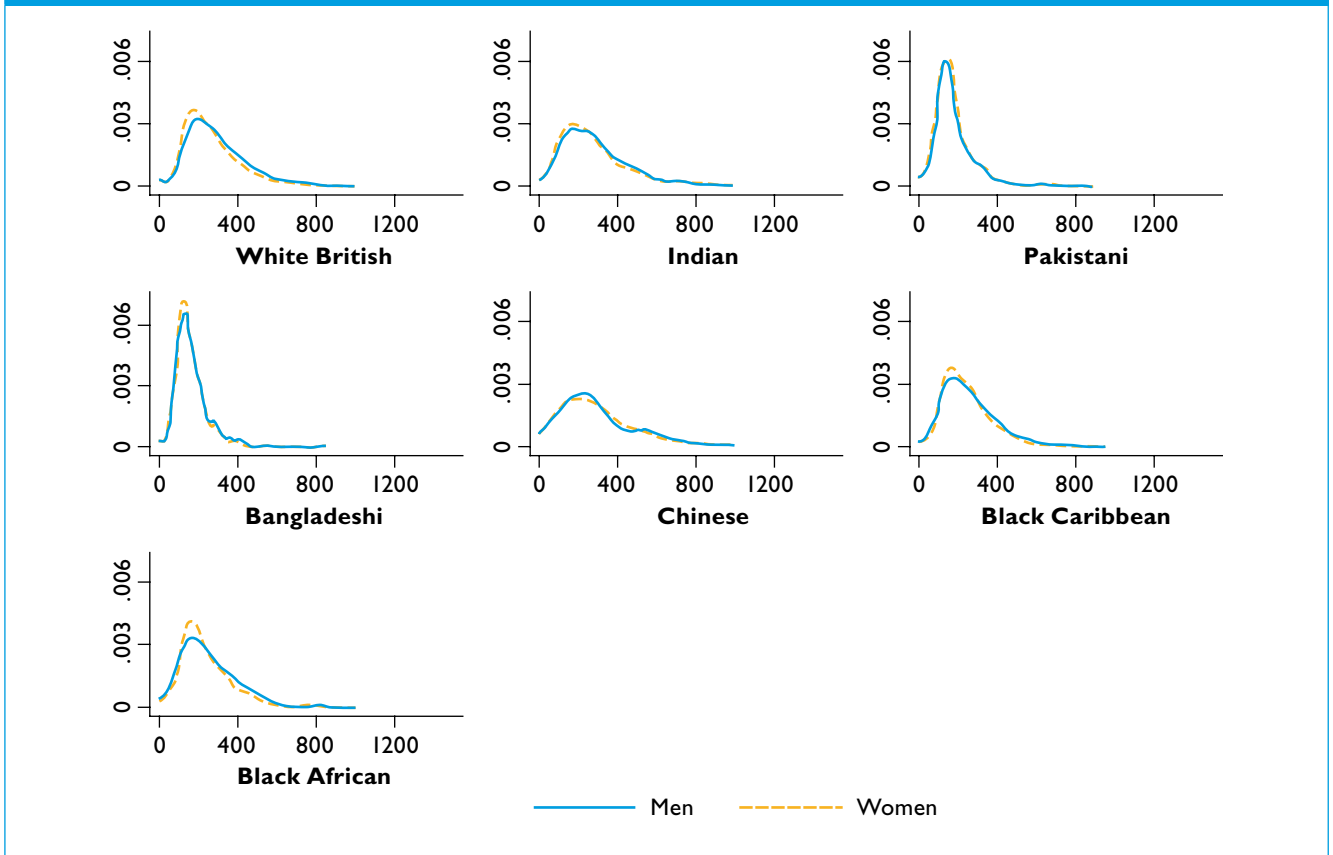 .006 .006 .006
.003 .003 .003
0 0 0
0 400 800 1200 0 400 800 1200 0 400 800 1200
White British Indian Pakistani
.006 .006 .006
.003 .003 .003
0 0 0
0 400 800 1200 0 400 800 1200 0 400 800 1200
Bangladeshi Chinese Black Caribbean
.006
.003
0
0 400 800 1200
Black African
Men Women